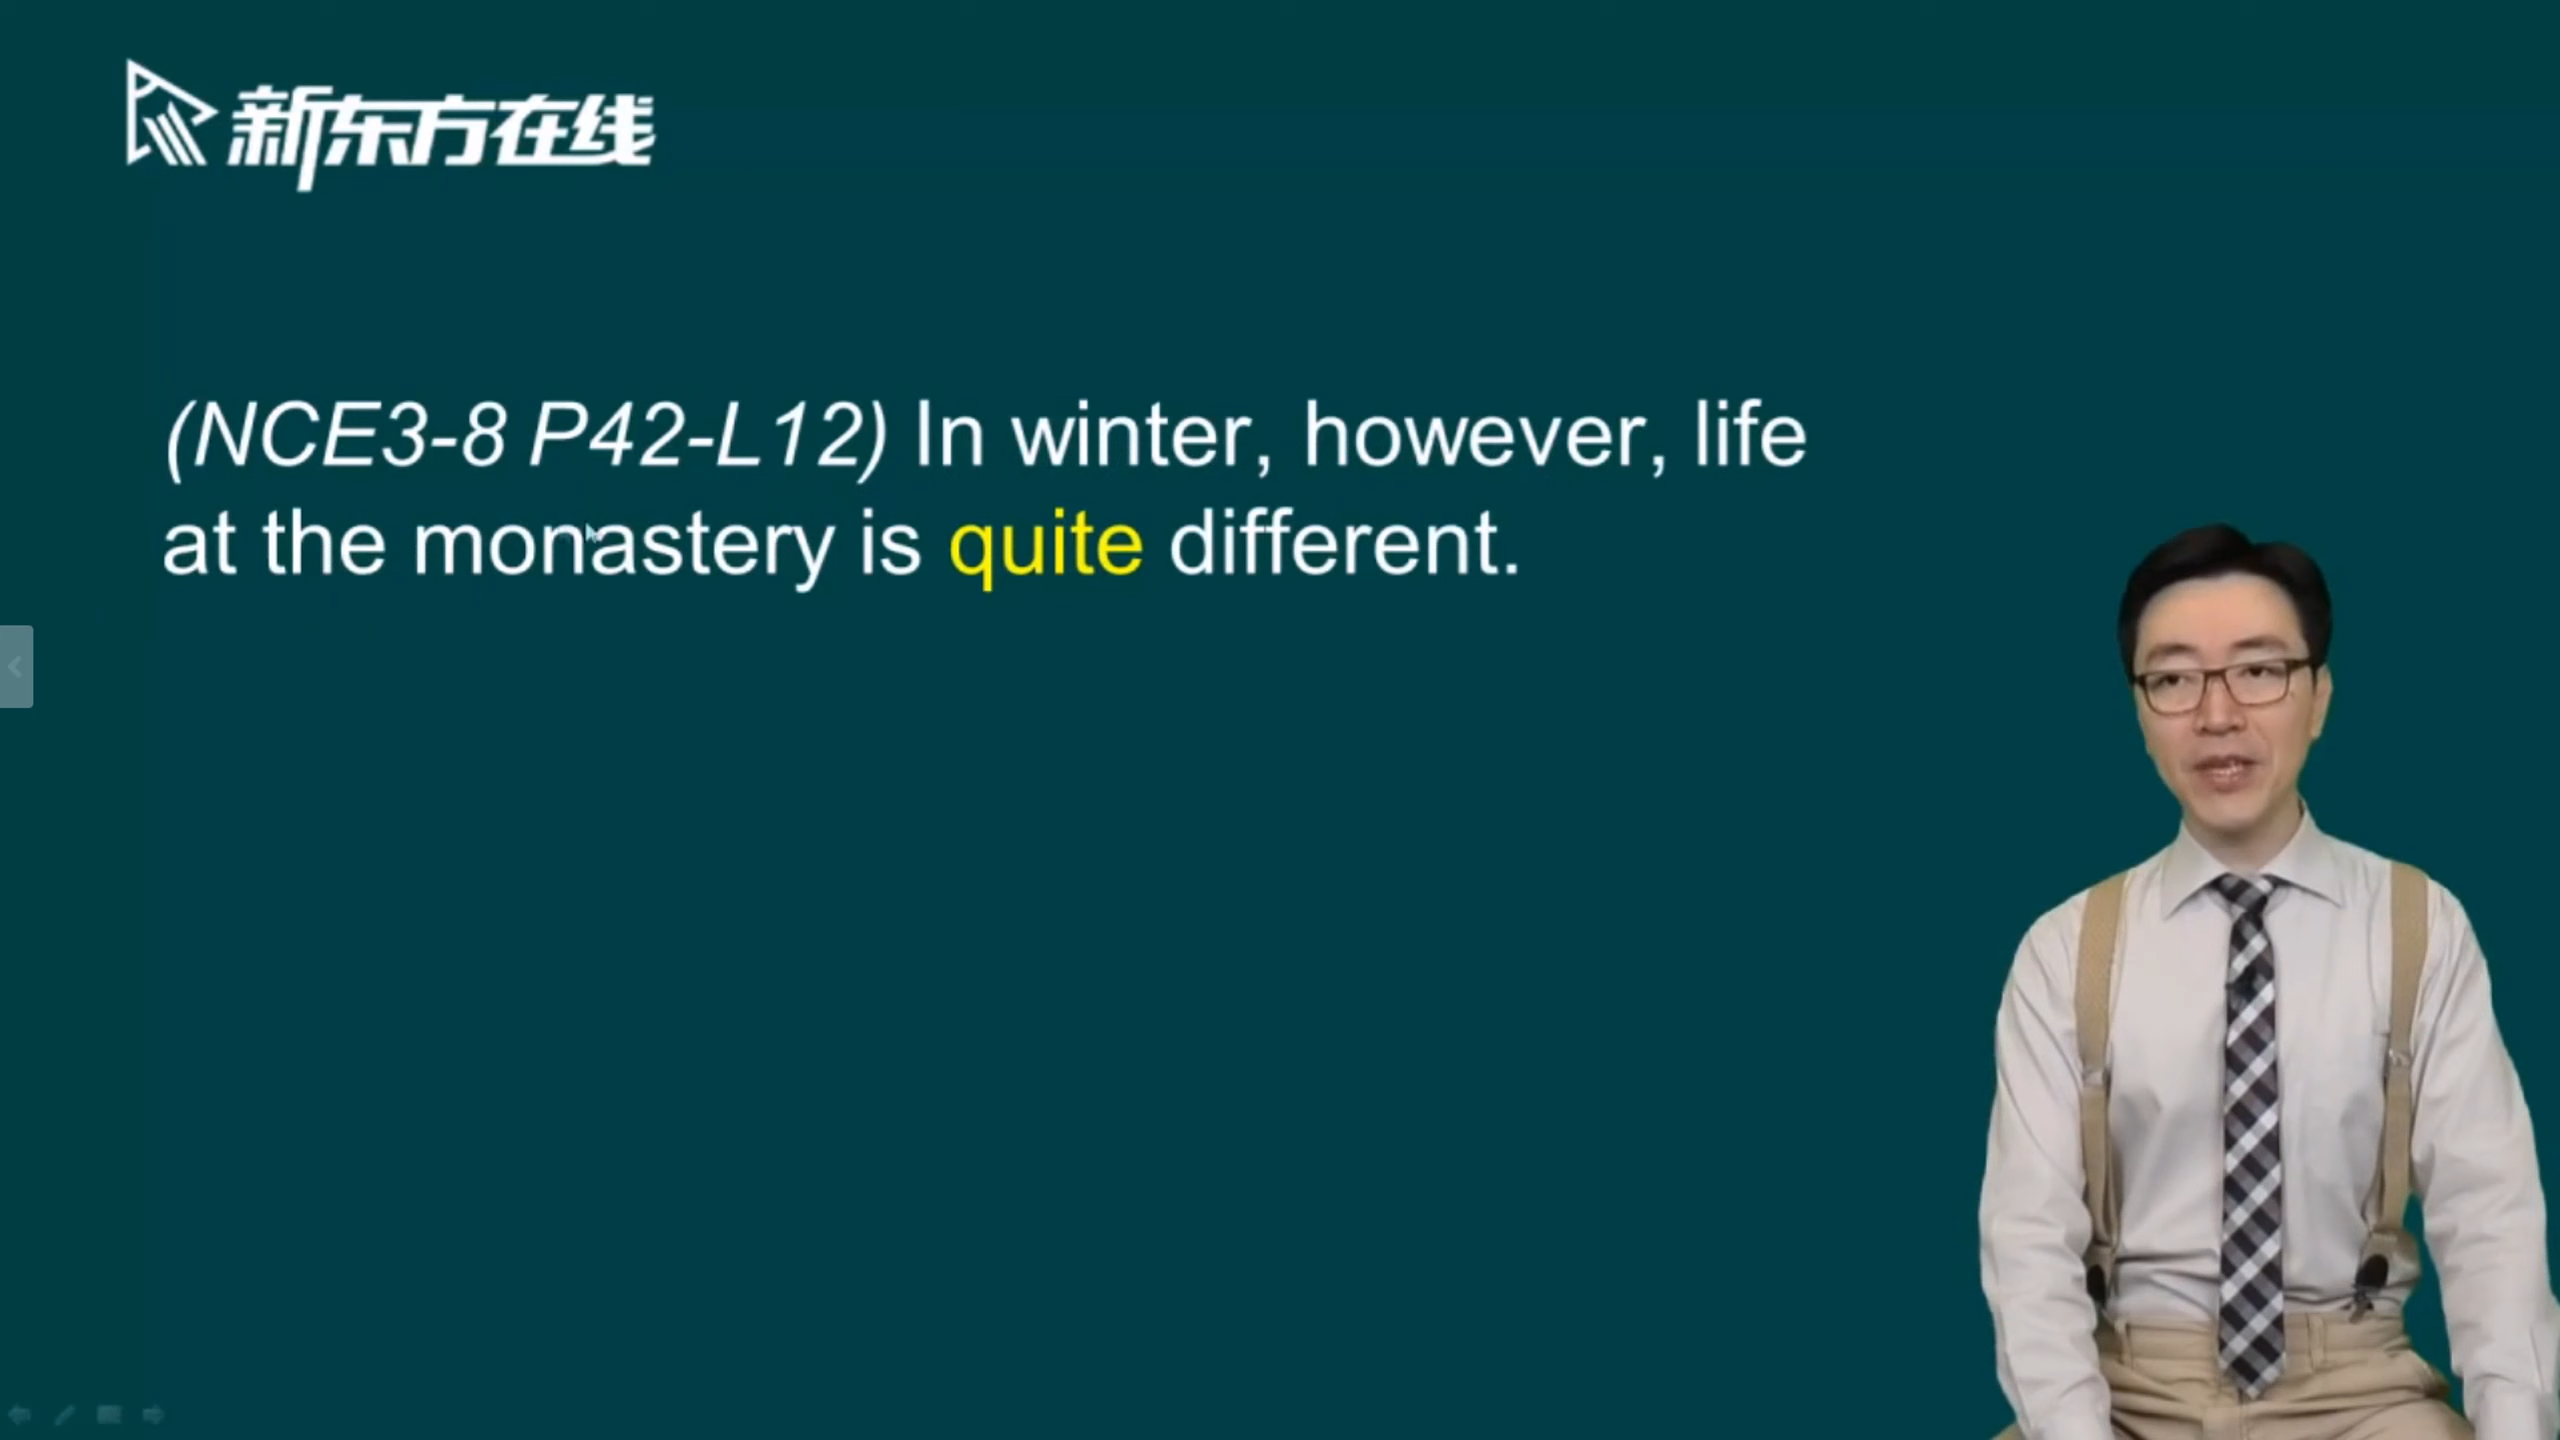 新东方在线
(NCE3-8 P42-L12) In winter, however, life
at the monastery is quite different.